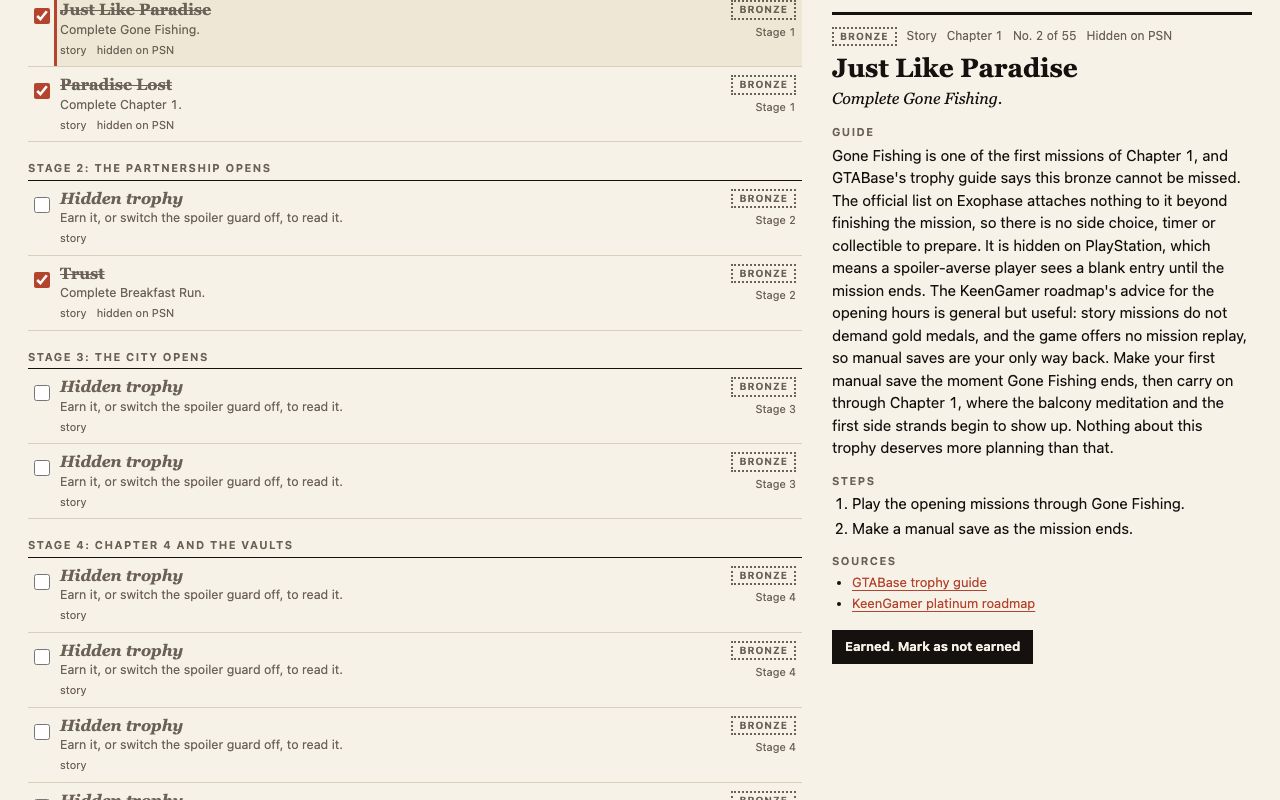 Just Like Paradise
Complete Gone Fishing.
story hidden on PSN
BRONZE
Stage 1
Paradise Lost
Complete Chapter 1.
story hidden on PSN
BRONZE
Stage 1
STAGE 2: THE PARTNERSHIP OPENS
Hidden trophy
Earn it, or switch the spoiler guard off, to read it.
story
BRONZE
Stage 2
Trust
Complete Breakfast Run.
story hidden on PSN
BRONZE
Stage 2
STAGE 3: THE CITY OPENS
Hidden trophy
Earn it, or switch the spoiler guard off, to read it.
story
BRONZE
Stage 3
Hidden trophy
Earn it, or switch the spoiler guard off, to read it.
story
BRONZE
Stage 3
STAGE 4: CHAPTER 4 AND THE VAULTS
Hidden trophy
Earn it, or switch the spoiler guard off, to read it.
story
BRONZE
Stage 4
Hidden trophy
Earn it, or switch the spoiler guard off, to read it.
story
BRONZE
Stage 4
Hidden trophy
Earn it, or switch the spoiler guard off, to read it.
story
BRONZE
Stage 4
Hidden trophy
BRONZE
BRONZE Story Chapter 1 No. 2 of 55 Hidden on PSN
Just Like Paradise
Complete Gone Fishing.
GUIDE
Gone Fishing is one of the first missions of Chapter 1, and
GTABase's trophy guide says this bronze cannot be missed.
The official list on Exophase attaches nothing to it beyond
finishing the mission, so there is no side choice, timer or
collectible to prepare. It is hidden on PlayStation, which
means a spoiler-averse player sees a blank entry until the
mission ends. The KeenGamer roadmap's advice for the
opening hours is general but useful: story missions do not
demand gold medals, and the game offers no mission replay,
so manual saves are your only way back. Make your first
manual save the moment Gone Fishing ends, then carry on
through Chapter 1, where the balcony meditation and the
first side strands begin to show up. Nothing about this
trophy deserves more planning than that.
STEPS
1. Play the opening missions through Gone Fishing.
2. Make a manual save as the mission ends.
SOURCES
• GTABase trophy guide
• KeenGamer platinum roadmap
Earned. Mark as not earned